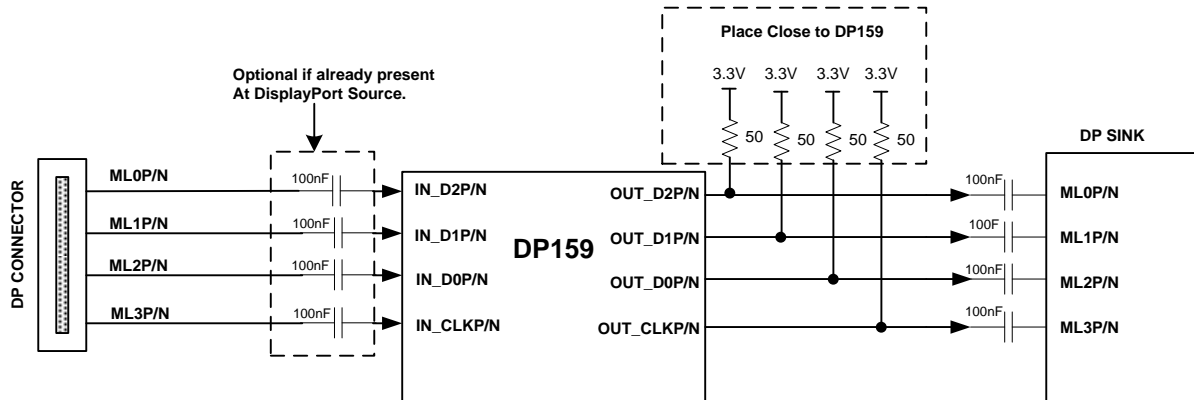 Place Close to DP159
3.3V 3.3V 3.3V 3.3V
50 50 50 50
Optional if already present
At DisplayPort Source.
DP CONNECTOR
DP SINK
ML0P/N 100nF IN_D2P/N OUT_D2P/N 100nF ML0P/N
ML1P/N 100nF IN_D1P/N OUT_D1P/N 100F ML1P/N
DP159
ML2P/N 100nF IN_D0P/N OUT_D0P/N 100nF ML2P/N
ML3P/N 100nF IN_CLKP/N OUT_CLKP/N 100nF ML3P/N